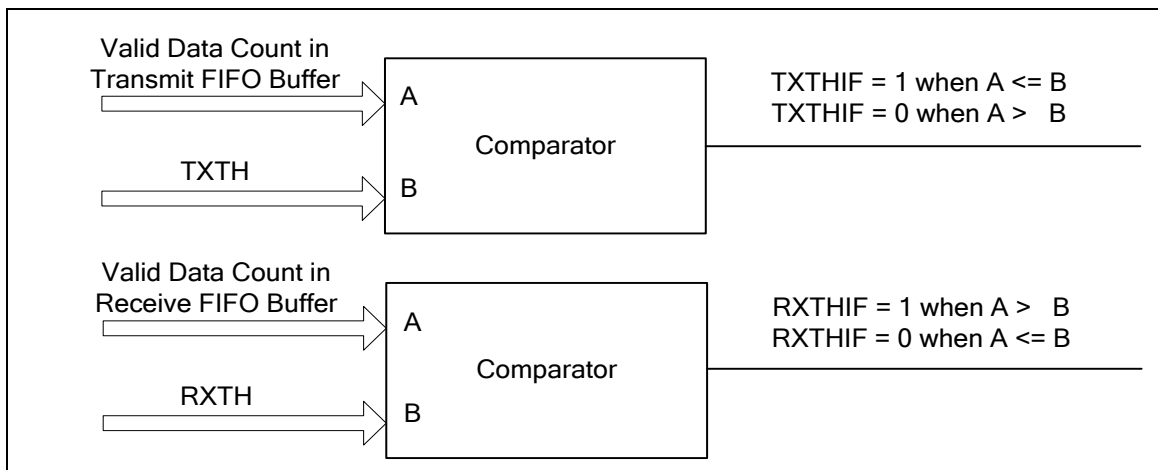 Valid Data Count in
Transmit FIFO Buffer
A
TXTH
B
Comparator
TXTHIF = 1 when A <= B
TXTHIF = 0 when A > B
Valid Data Count in
Receive FIFO Buffer
A
RXTH
B
Comparator
RXTHIF = 1 when A > B
RXTHIF = 0 when A <= B